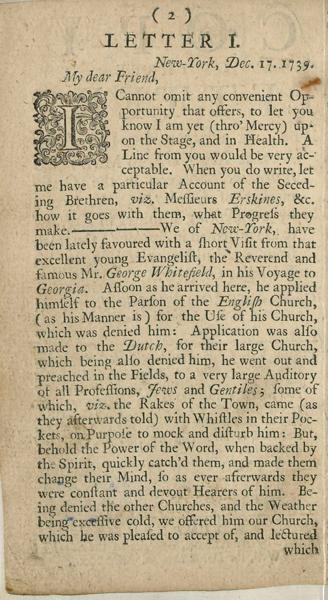 ( 2 )
LETTER I.
New-York, Dec. 17. 1739.
My dear Friend,
I Cannot omit any convenient Op-
portunity that offers, to let you
know I am yet (thro' Mercy) up-
on the Stage, and in Health. A
Line from you would be very ac-
ceptable. When you do write, let
me have a particular Account of the Seced-
ing Brethren, viz. Messieurs Erskines, &c.
how it goes with them, what Progreſs they
make.————We of New-York, have
been lately favoured with a ſhort Viſit from that
excellent young Evangeliſt, the Reverend and
famous Mr. George Whitefield, in his Voyage to
Georgia. Aſſoon as he arrived here, he applied
himſelf to the Parſon of the Engliſh Church,
(as his Manner is) for the Uſe of his Church,
which was denied him: Application was alſo
made to the Dutch, for their large Church,
which being alſo denied him, he went out and
preached in the Fields, to a very large Auditory
of all Profeſſions, Jews and Gentiles; ſome of
which, viz. the Rakes of the Town, came (as
they afterwards told) with Whiſtles in their Poc-
kets, on Purpoſe to mock and diſturb him: But,
behold the Power of the Word, when backed by
the Spirit, quickly catch'd them, and made them
change their Mind, ſo as ever afterwards they
were conſtant and devout Hearers of him. Be-
ing denied the other Churches, and the Weather
being exceſſive cold, we offered him our Church,
which he was pleaſed to accept of, and lectured
which